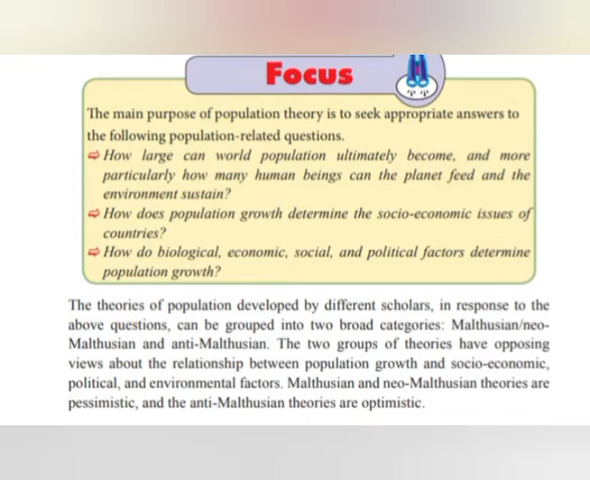 Focus
The main purpose of population theory is to seek appropriate answers to
the following population-related questions.
⇨ How large can world population ultimately become, and more
particularly how many human beings can the planet feed and the
environment sustain?
⇨ How does population growth determine the socio-economic issues of
countries?
⇨ How do biological, economic, social, and political factors determine
population growth?
The theories of population developed by different scholars, in response to the
above questions, can be grouped into two broad categories: Malthusian/neo-
Malthusian and anti-Malthusian. The two groups of theories have opposing
views about the relationship between population growth and socio-economic,
political, and environmental factors. Malthusian and neo-Malthusian theories are
pessimistic, and the anti-Malthusian theories are optimistic.